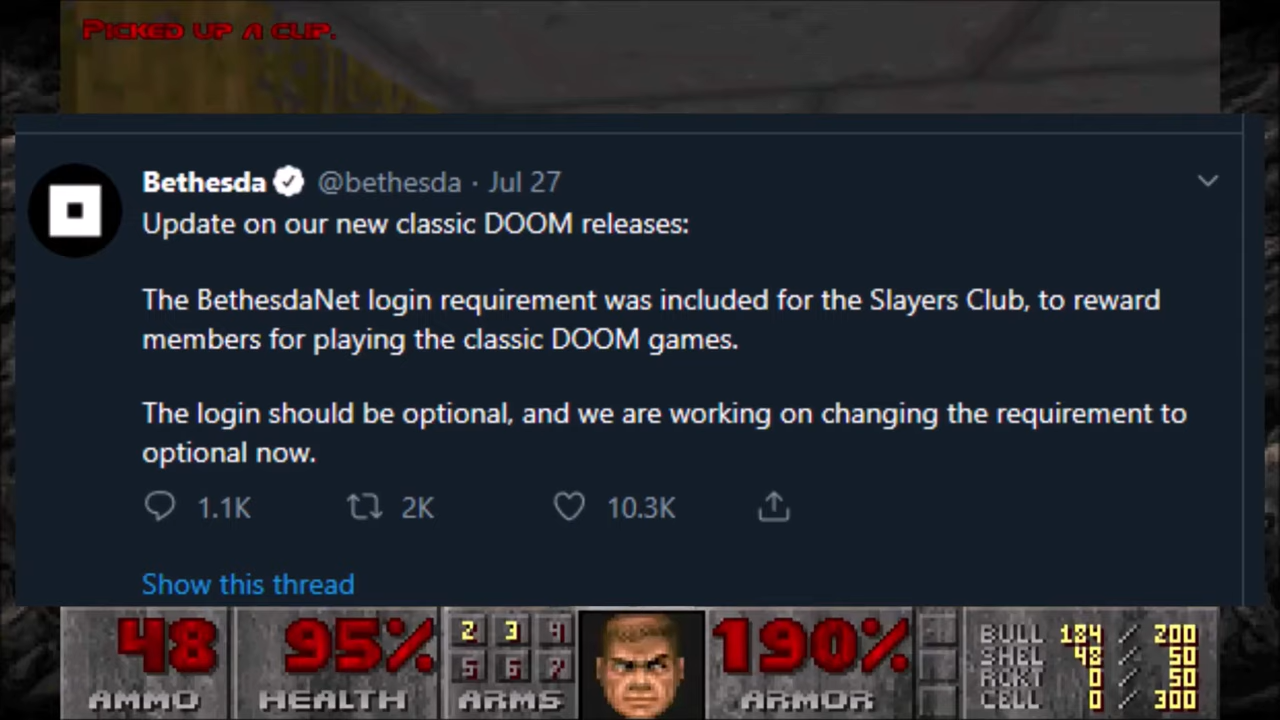 PICKED UP A CLIP.
Bethesda @bethesda · Jul 27
Update on our new classic DOOM releases:
The BethesdaNet login requirement was included for the Slayers Club, to reward
members for playing the classic DOOM games.
The login should be optional, and we are working on changing the requirement to
optional now.
1.1K 2K 10.3K
Show this thread
48 95% 2 3 4 190% BULL 184 / 200
5 6 7 SHEL 48 / 50
RCKT 0 / 50
AMMO HEALTH ARMS ARMOR CELL 0 / 300